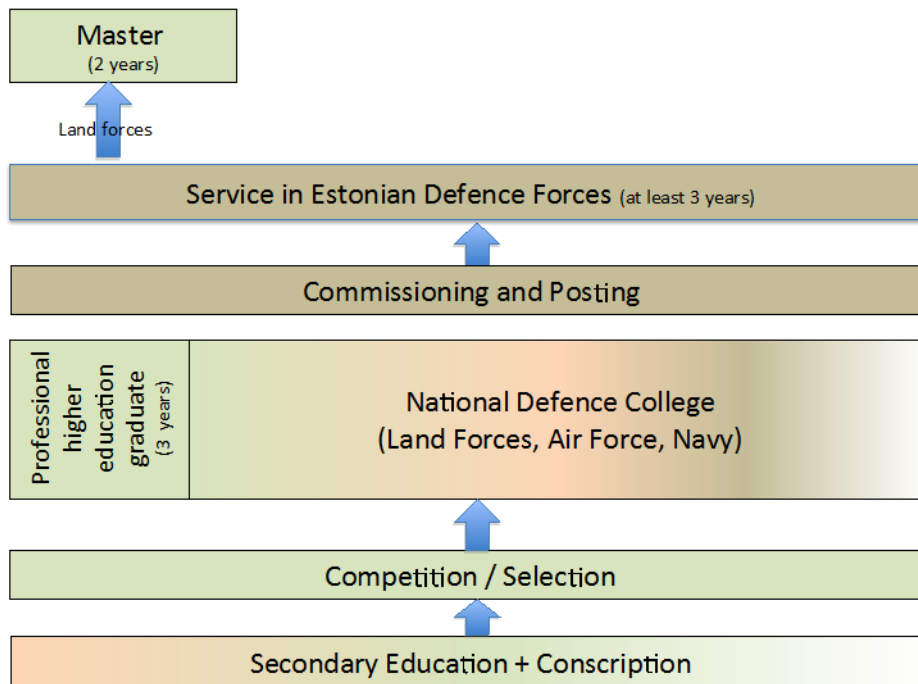 Master
(2 years)
Land forces
Service in Estonian Defence Forces (at least 3 years)
Commissioning and Posting
Professional
higher
education
graduate
(3 years)
National Defence College
(Land Forces, Air Force, Navy)
Competition / Selection
Secondary Education + Conscription